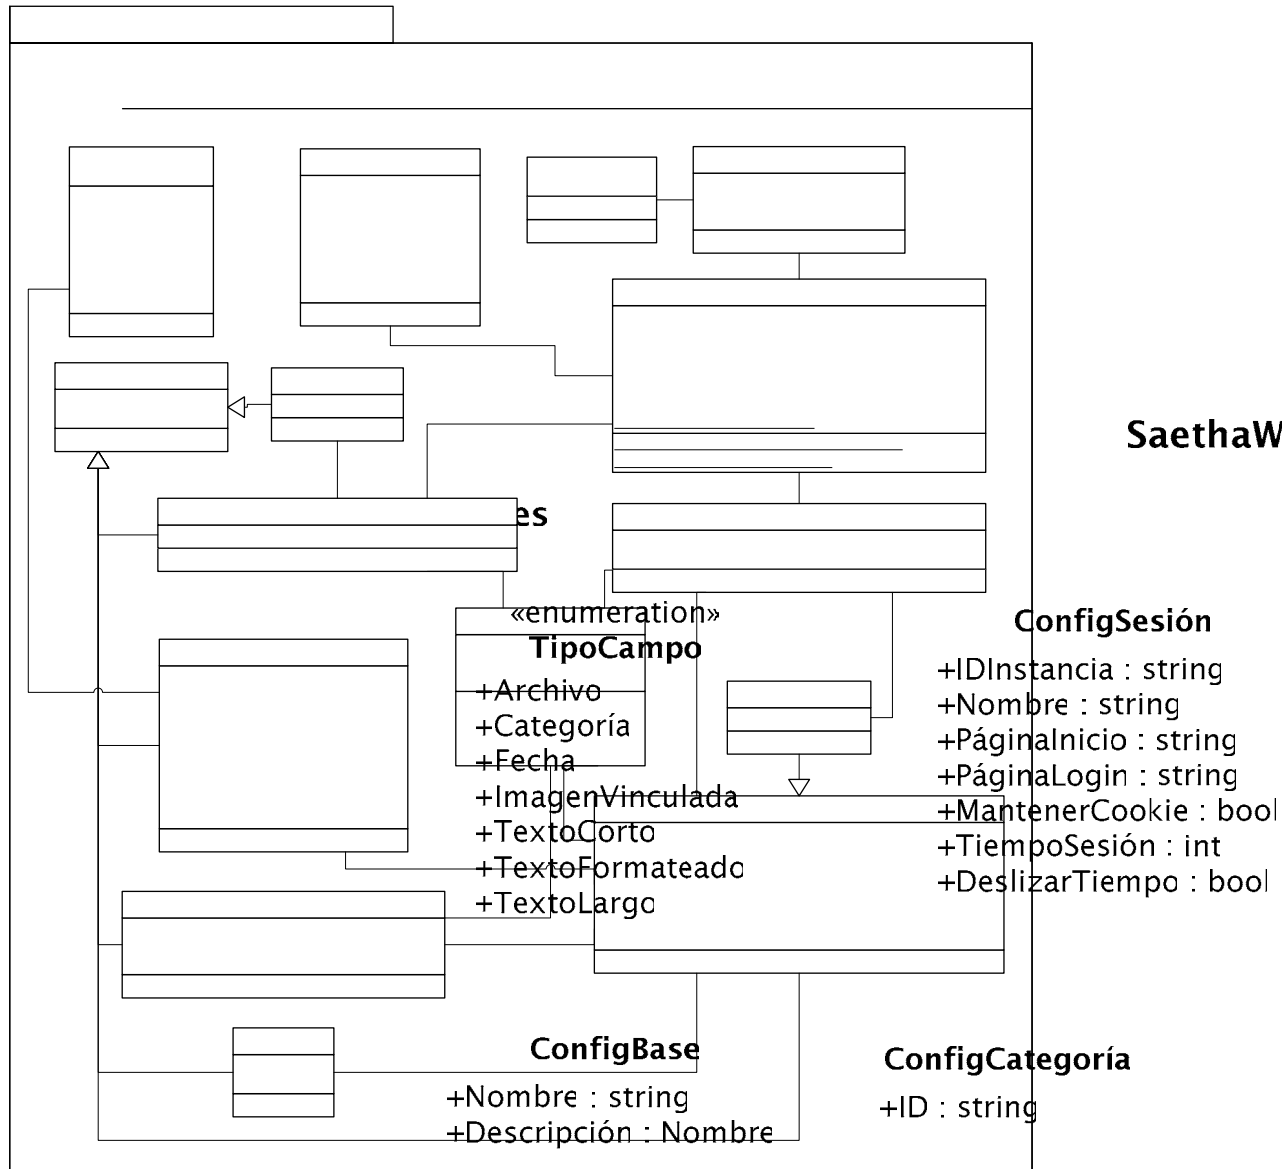 SaethaW
es
«enumeration»
TipoCampo
+Archivo
+Categoría
+Fecha
+ImagenVinculada
+TextoCorto
+TextoFormateado
+TextoLargo
ConfigSesión
+IDInstancia : string
+Nombre : string
+PáginaInicio : string
+PáginaLogin : string
+MantenerCookie : bool
+TiempoSesión : int
+DeslizarTiempo : bool
ConfigBase
+Nombre : string
+Descripción : Nombre
ConfigCategoría
+ID : string